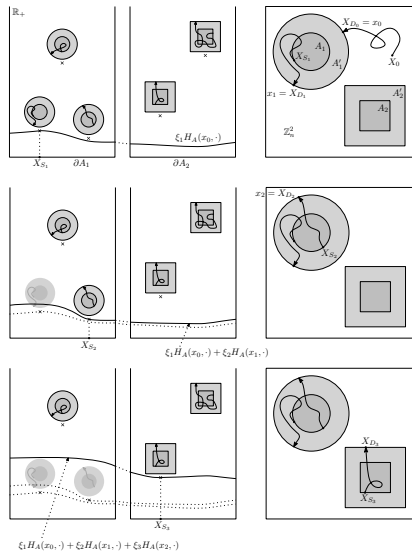 ℝ₊
X_{D_0} = x_0
X_0
A_1
X_{S_1}
A'_1
x_1 = X_{D_1}
A'_2
A_2
ℤ_n^2
ξ_1 H_A(x_0, ·)
X_{S_1}
∂A_1
∂A_2
x_2 = X_{D_2}
X_{S_2}
X_{S_2}
ξ_1 H_A(x_0, ·) + ξ_2 H_A(x_1, ·)
X_{D_3}
X_{S_3}
X_{S_3}
ξ_1 H_A(x_0, ·) + ξ_2 H_A(x_1, ·) + ξ_3 H_A(x_2, ·)